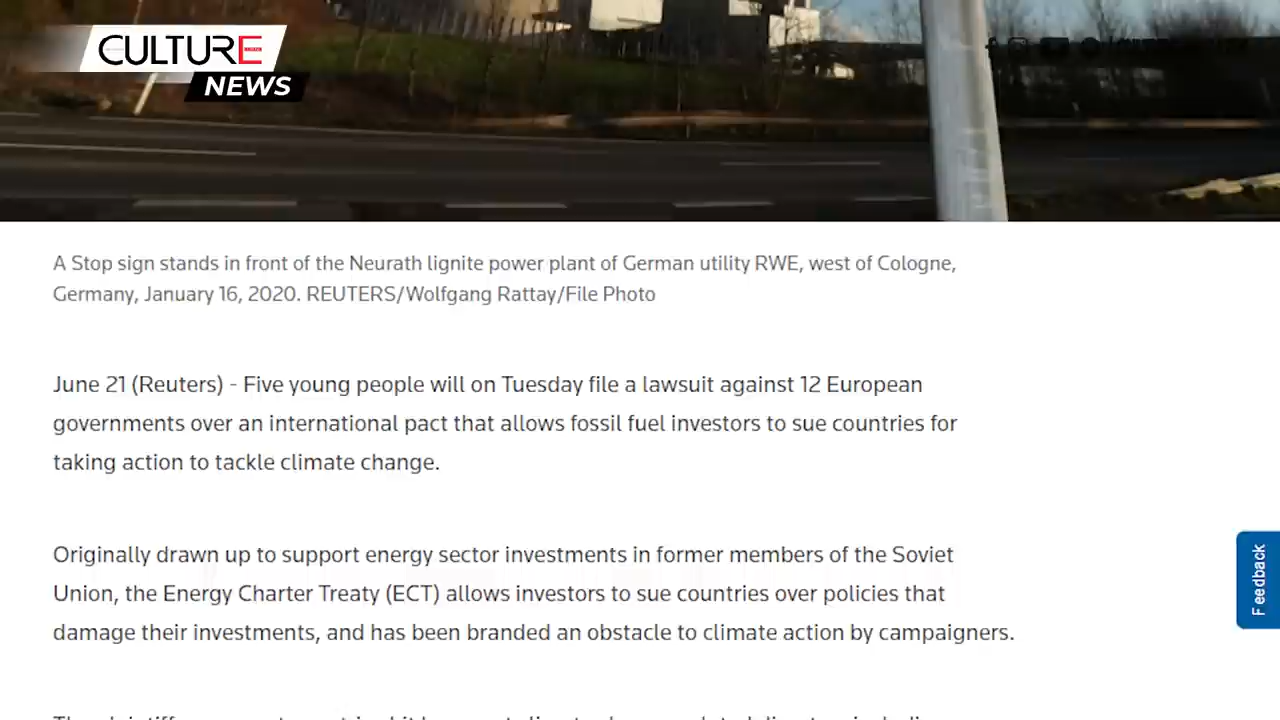 CULTURE
NEWS
A Stop sign stands in front of the Neurath lignite power plant of German utility RWE, west of Cologne,
Germany, January 16, 2020. REUTERS/Wolfgang Rattay/File Photo
June 21 (Reuters) - Five young people will on Tuesday file a lawsuit against 12 European
governments over an international pact that allows fossil fuel investors to sue countries for
taking action to tackle climate change.
Originally drawn up to support energy sector investments in former members of the Soviet
Union, the Energy Charter Treaty (ECT) allows investors to sue countries over policies that
damage their investments, and has been branded an obstacle to climate action by campaigners.
Feedback